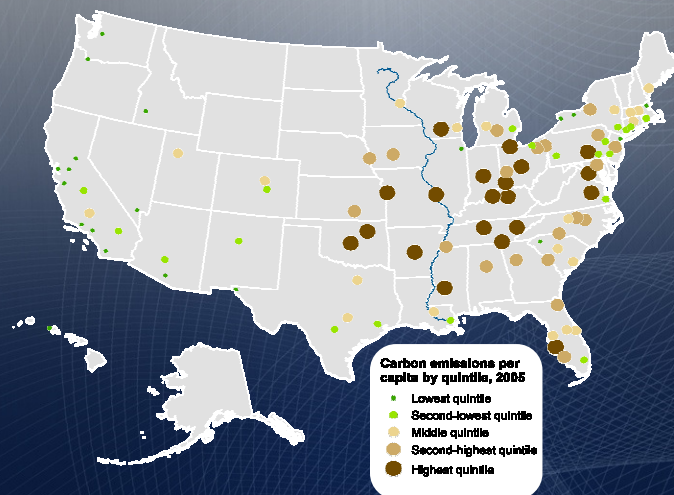 Carbon emissions per
capita by quintile, 2005
Lowest quintile
Second-lowest quintile
Middle quintile
Second-highest quintile
Highest quintile